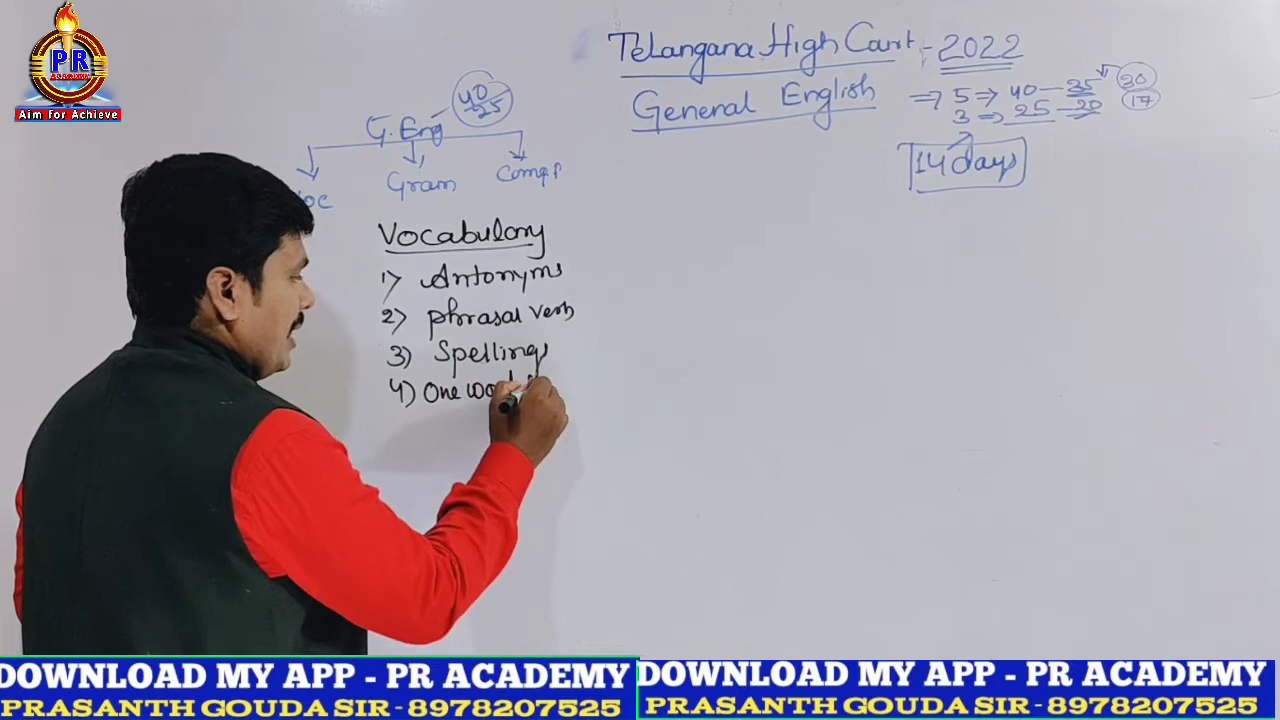 PR
ACADEMY
Aim For Achieve
Telangana High Court - 2022
General English
⇒ 5 ⇒ 40 — 35 30
3 ⇒ 25 — 20 17
14 days
40
25
G. Eng
Gram
Vocabulary
1) Antonyms
2) phrasal verb
3) Spellings
4) One
DOWNLOAD MY APP - PR ACADEMY DOWNLOAD MY APP - PR ACADEMY
PRASANTH GOUDA SIR - 8978207525 PRASANTH GOUDA SIR - 8978207525